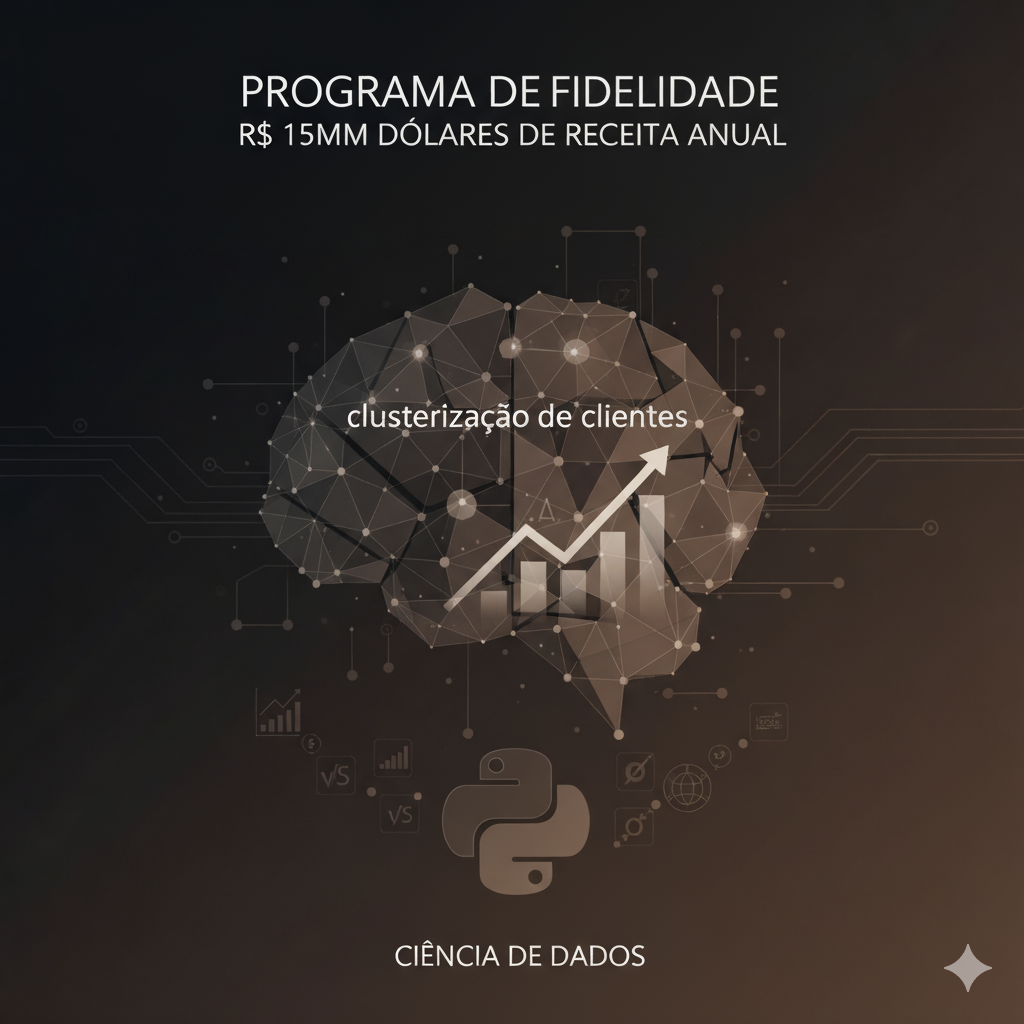 PROGRAMA DE FIDELIDADE
R$ 15MM DÓLARES DE RECEITA ANUAL
clusterização de clientes
A
$
√S
√S
CIÊNCIA DE DADOS